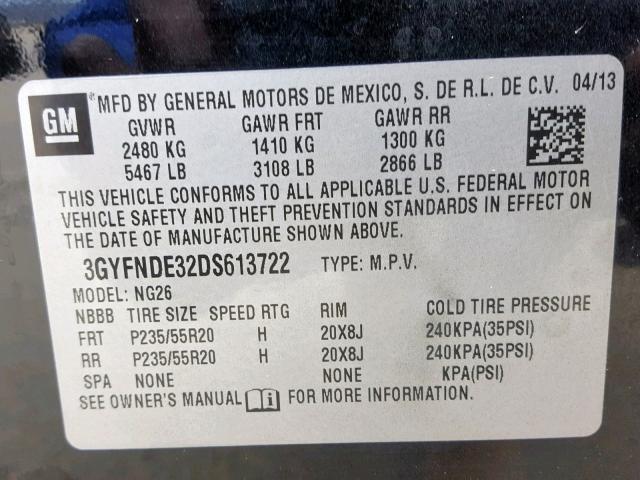 GM
*MFD BY GENERAL MOTORS DE MEXICO, S. DE R.L. DE C.V. 04/13
GVWR GAWR FRT GAWR RR
2480 KG 1410 KG 1300 KG
5467 LB 3108 LB 2866 LB
THIS VEHICLE CONFORMS TO ALL APPLICABLE U.S. FEDERAL MOTOR
VEHICLE SAFETY AND THEFT PREVENTION STANDARDS IN EFFECT ON
THE DATE OF MANUFACTURE SHOWN ABOVE.
3GYFNDE32DS613722 TYPE: M.P.V.
MODEL: NG26
NBBB TIRE SIZE SPEED RTG RIM COLD TIRE PRESSURE
FRT P235/55R20 H 20X8J 240KPA(35PSI)
RR P235/55R20 H 20X8J 240KPA(35PSI)
SPA NONE NONE KPA(PSI)
SEE OWNER'S MANUAL i FOR MORE INFORMATION.